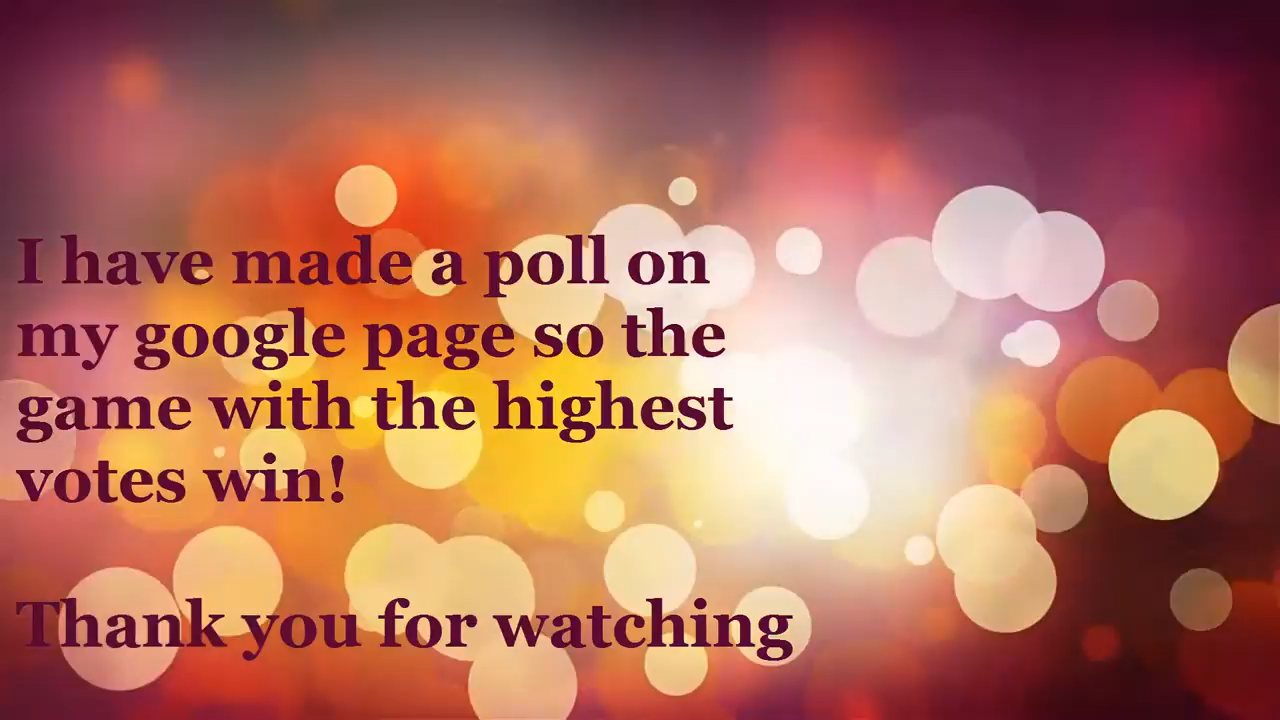 I have made a poll on
my google page so the
game with the highest
votes win!
Thank you for watching